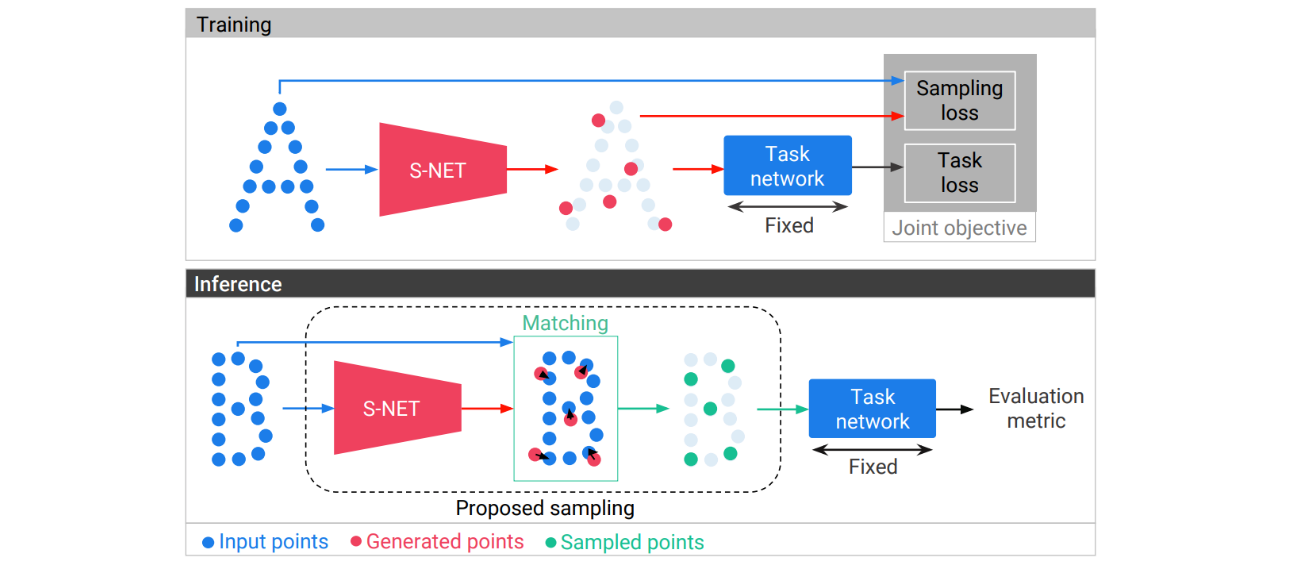 Training
Sampling
loss
S-NET
Task
network
Task
loss
Fixed
Joint objective
Inference
Matching
S-NET
Task
network
Evaluation
metric
Fixed
Proposed sampling
Input points
Generated points
Sampled points